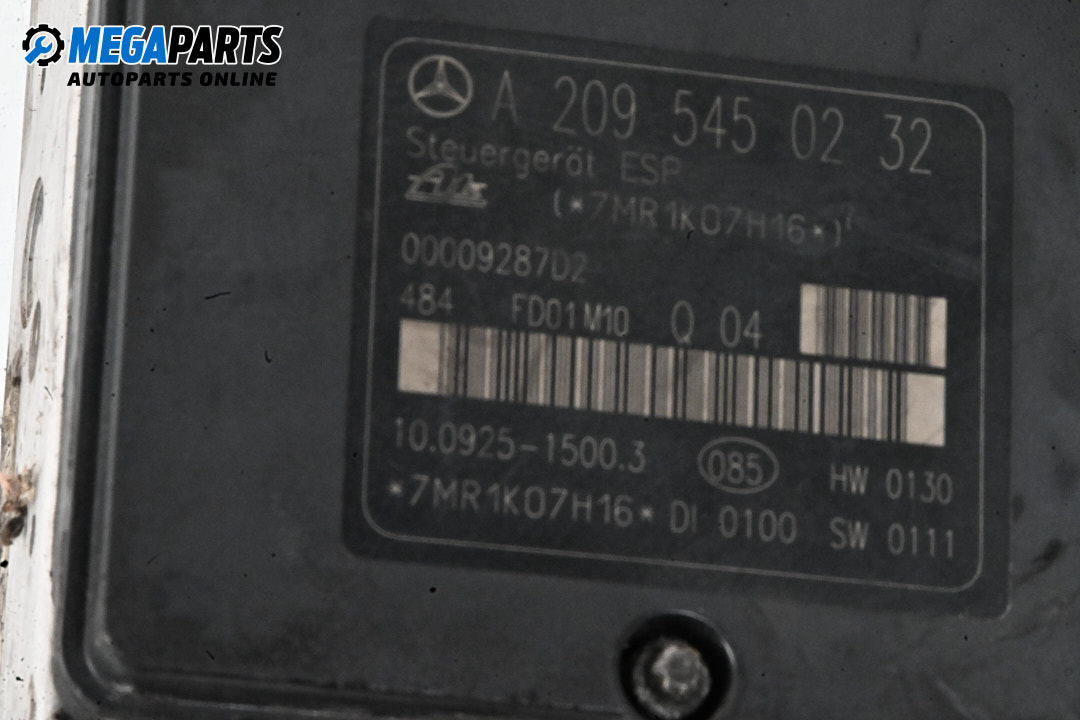 MEGAPARTS
AUTOPARTS ONLINE
A 209 545 02 32
Steuergerät ESP
Ate
(*7MR1K07H16*)
00009287D2
484 FD01M10 Q 04
10.0925-1500.3 085 HW 0130
*7MR1K07H16* DI 0100 SW 0111